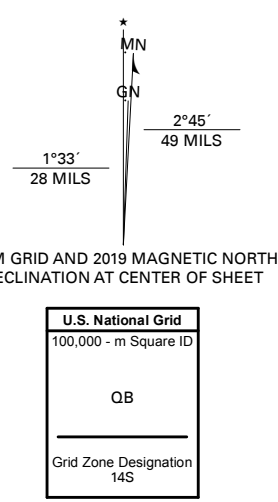 ★
MN
GN
2°45´
49 MILS
1°33´
28 MILS
M GRID AND 2019 MAGNETIC NORTH
ECLINATION AT CENTER OF SHEET
U.S. National Grid
100,000 - m Square ID
QB
Grid Zone Designation
14S